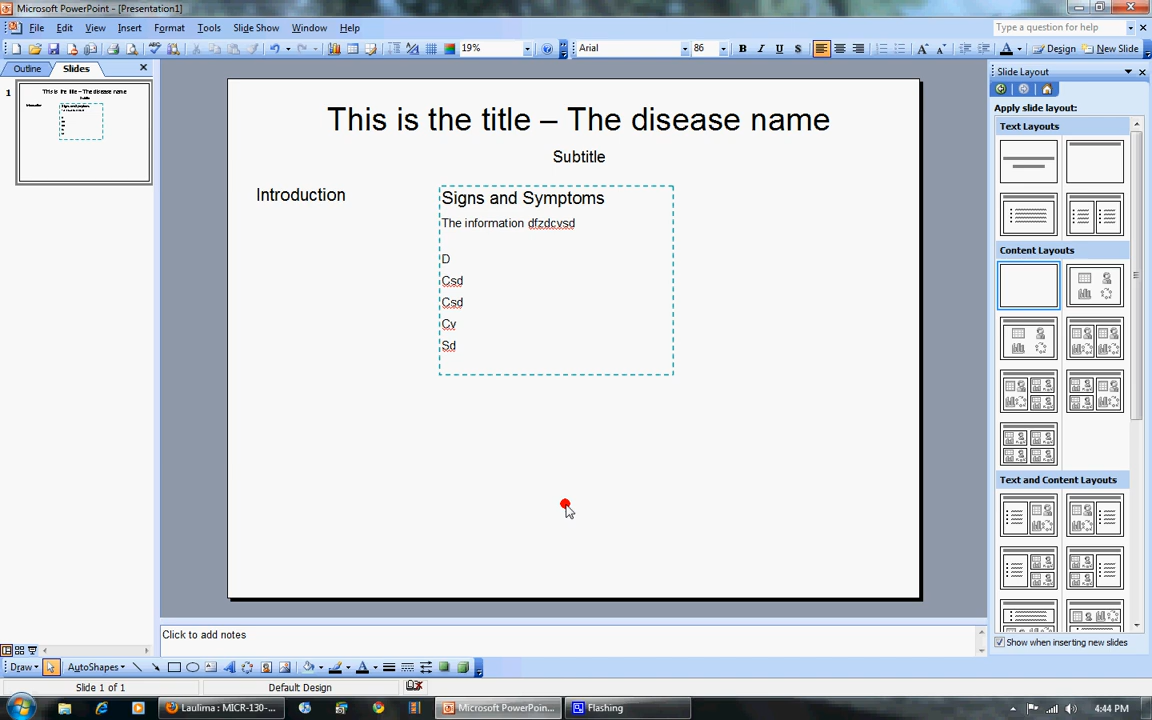 Microsoft PowerPoint - [Presentation1]
File Edit View Insert Format Tools Slide Show Window Help
Type a question for help
19%
Arial
86
B I U S
Design
New Slide
Outline
Slides
Slide Layout
1
This is the title – The disease name
Subtitle
Introduction
Signs and Symptoms
The information dfzdcvsd
D
Csd
Csd
Cv
Sd
Apply slide layout:
Text Layouts
Content Layouts
Text and Content Layouts
Show when inserting new slides
Click to add notes
Draw
AutoShapes
Slide 1 of 1
Default Design
Laulima : MICR-130-...
Microsoft PowerPoin...
Flashing
4:44 PM